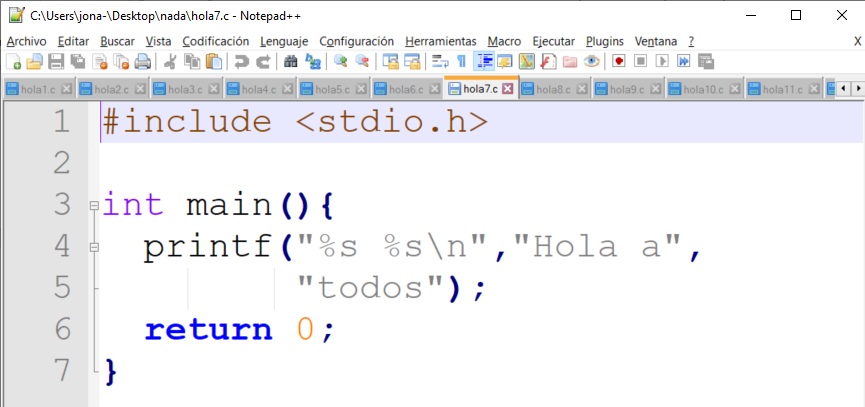 C:\Users\jona-\Desktop\nada\hola7.c - Notepad++
Archivo Editar Buscar Vista Codificación Lenguaje Configuración Herramientas Macro Ejecutar Plugins Ventana ? X
hola1.c hola2.c hola3.c hola4.c hola5.c hola6.c hola7.c hola8.c hola9.c hola10.c hola11.c
1 #include <stdio.h>
2
3 int main(){
4 printf("%s %s\n","Hola a",
5 "todos");
6 return 0;
7 }